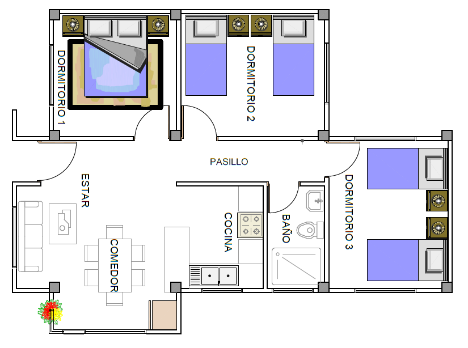 DORMITORIO 1
DORMITORIO 2
PASILLO
ESTAR
COMEDOR
COCINA
BAÑO
DORMITORIO 3